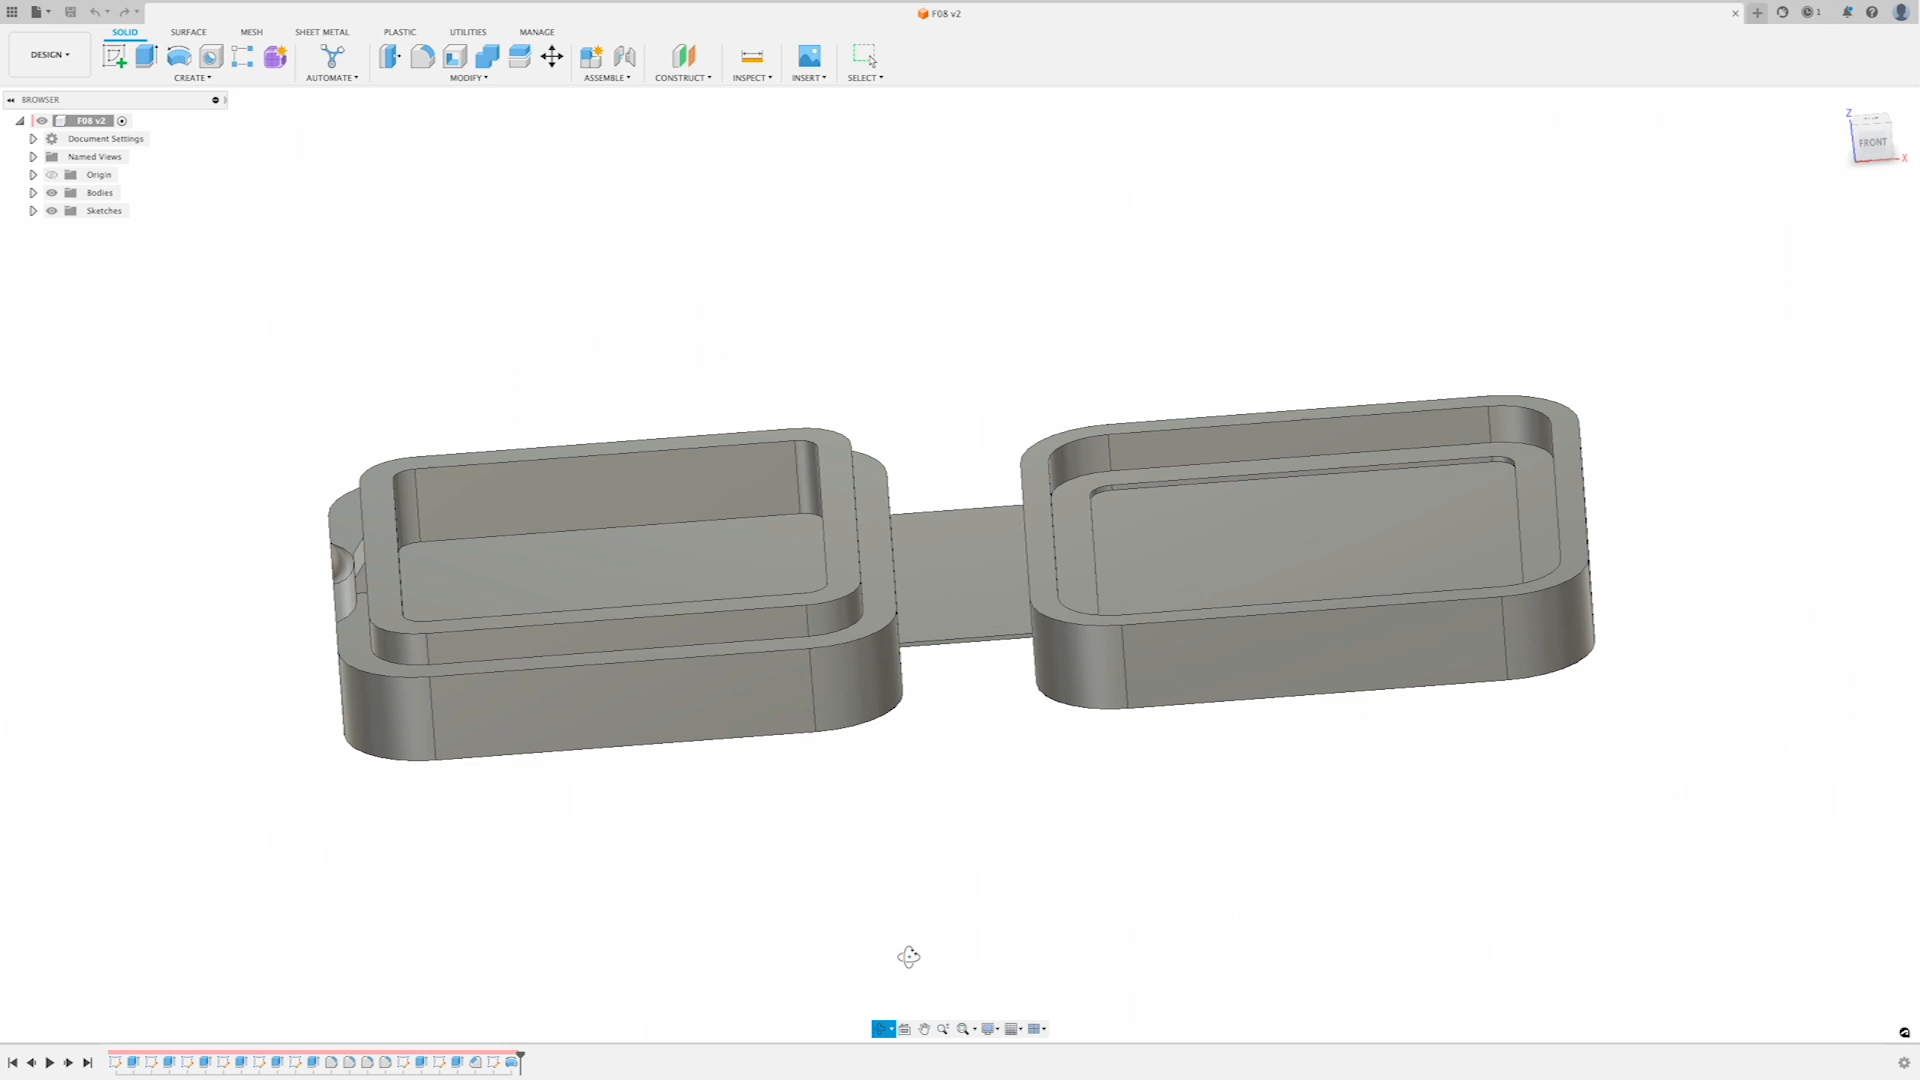 F08 v2
1
DESIGN
SOLID SURFACE MESH SHEET METAL PLASTIC UTILITIES MANAGE
CREATE AUTOMATE MODIFY ASSEMBLE CONSTRUCT INSPECT INSERT SELECT
BROWSER
F08 v2
Document Settings
Named Views
Origin
Bodies
Sketches
Z
FRONT
X